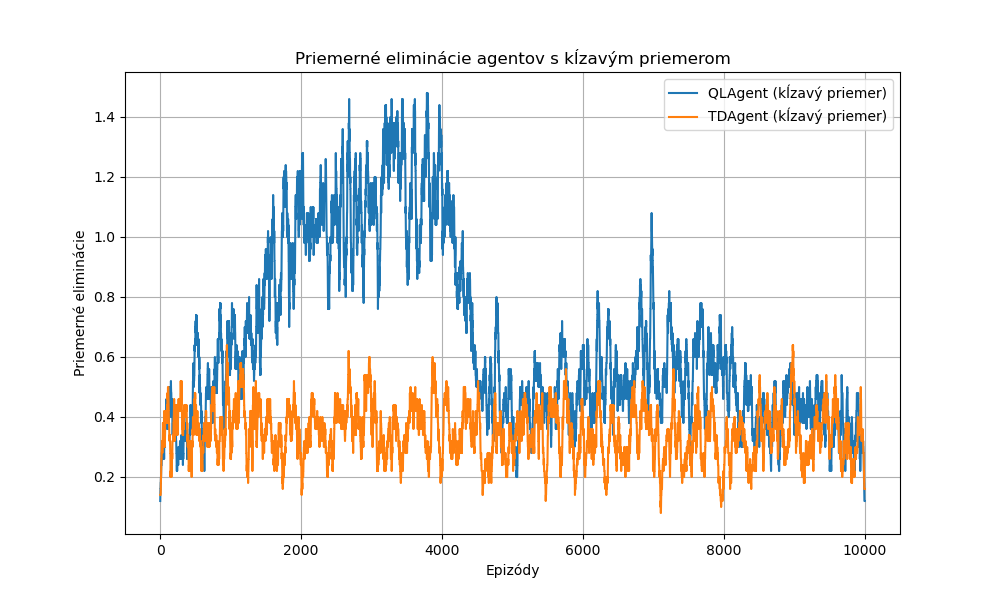 Priemerné eliminácie agentov s kĺzavým priemerom
QLAgent (kĺzavý priemer)
TDAgent (kĺzavý priemer)
Priemerné eliminácie
1.4
1.2
1.0
0.8
0.6
0.4
0.2
0
2000
4000
6000
8000
10000
Epizódy